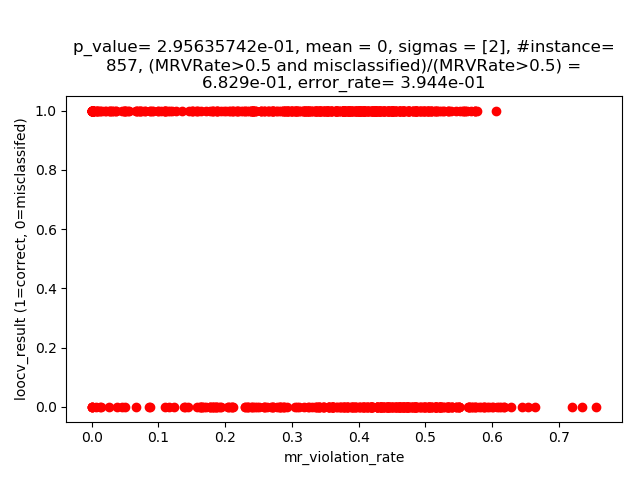 p_value= 2.95635742e-01, mean = 0, sigmas = [2], #instance=
857, (MRVRate>0.5 and misclassified)/(MRVRate>0.5) =
6.829e-01, error_rate= 3.944e-01
1.0
0.8
0.6
0.4
0.2
0.0
loocv_result (1=correct, 0=misclassifed)
0.0 0.1 0.2 0.3 0.4 0.5 0.6 0.7
mr_violation_rate